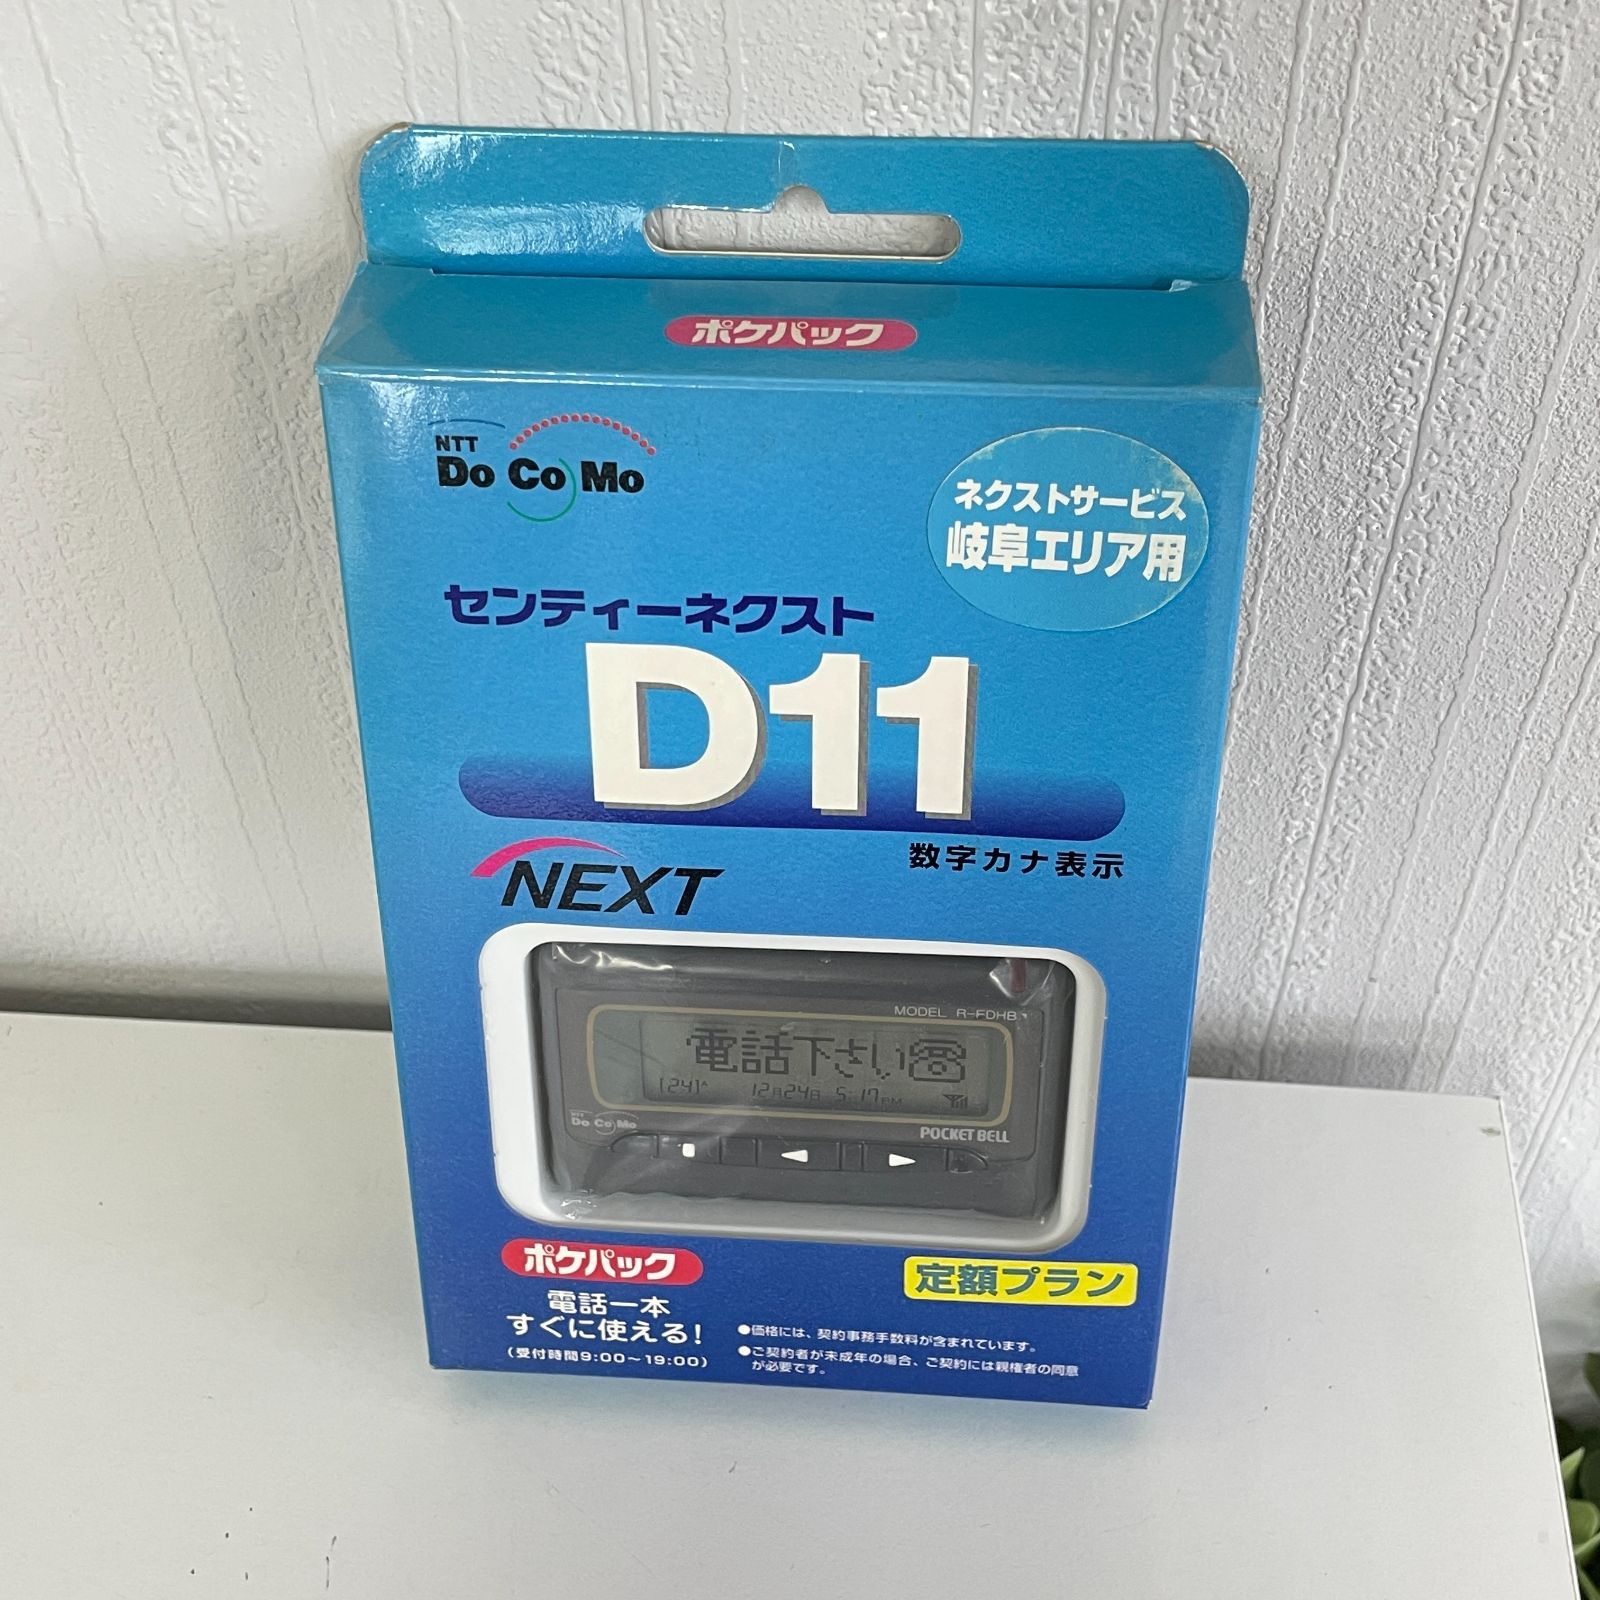 ポケパック
NTT
DoCoMo
ネクストサービス
岐阜エリア用
センティーネクスト
D11
数字カナ表示
NEXT
MODEL R-FDHB
電話下さい
[24] 12月24日 5:17PM
NTT
DoCoMo
POCKET BELL
ポケパック
定額プラン
電話一本
すぐに使える!
(受付時間9:00~19:00)
●価格には、契約事務手数料が含まれています。
●ご契約者が未成年の場合、ご契約には親権者の同意
が必要です。